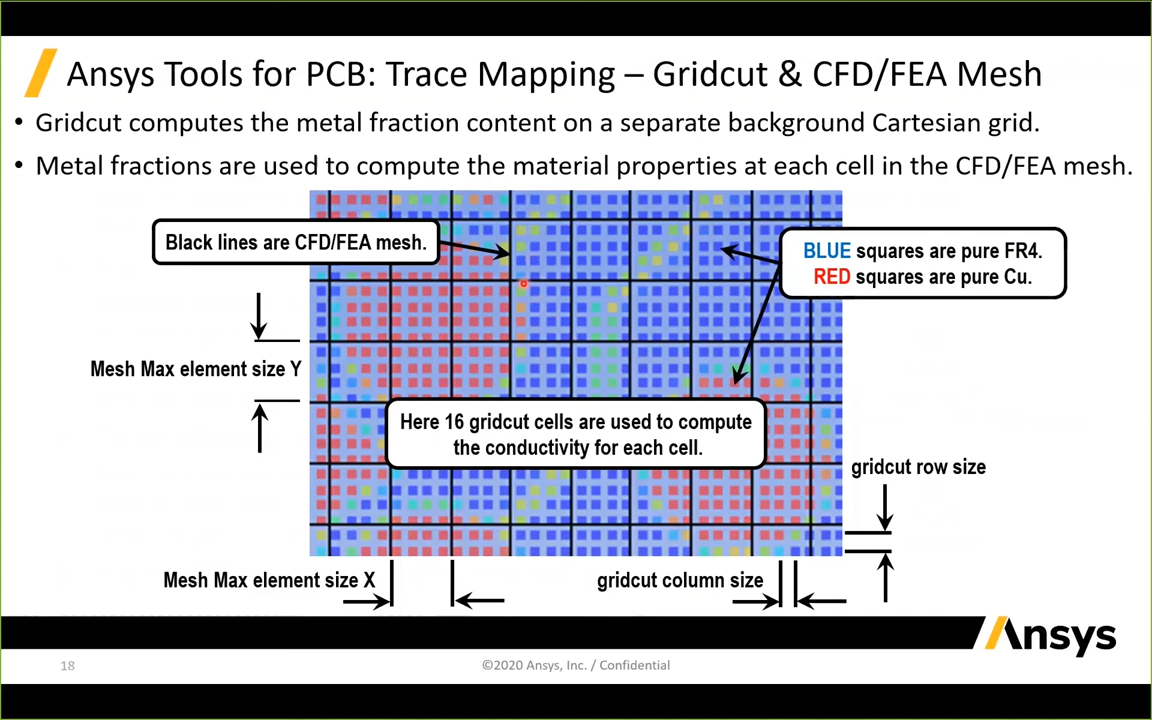 Ansys Tools for PCB: Trace Mapping – Gridcut & CFD/FEA Mesh
• Gridcut computes the metal fraction content on a separate background Cartesian grid.
• Metal fractions are used to compute the material properties at each cell in the CFD/FEA mesh.
Black lines are CFD/FEA mesh.
BLUE squares are pure FR4.
RED squares are pure Cu.
Mesh Max element size Y
Here 16 gridcut cells are used to compute
the conductivity for each cell.
gridcut row size
Mesh Max element size X
gridcut column size
Ansys
18
©2020 Ansys, Inc. / Confidential